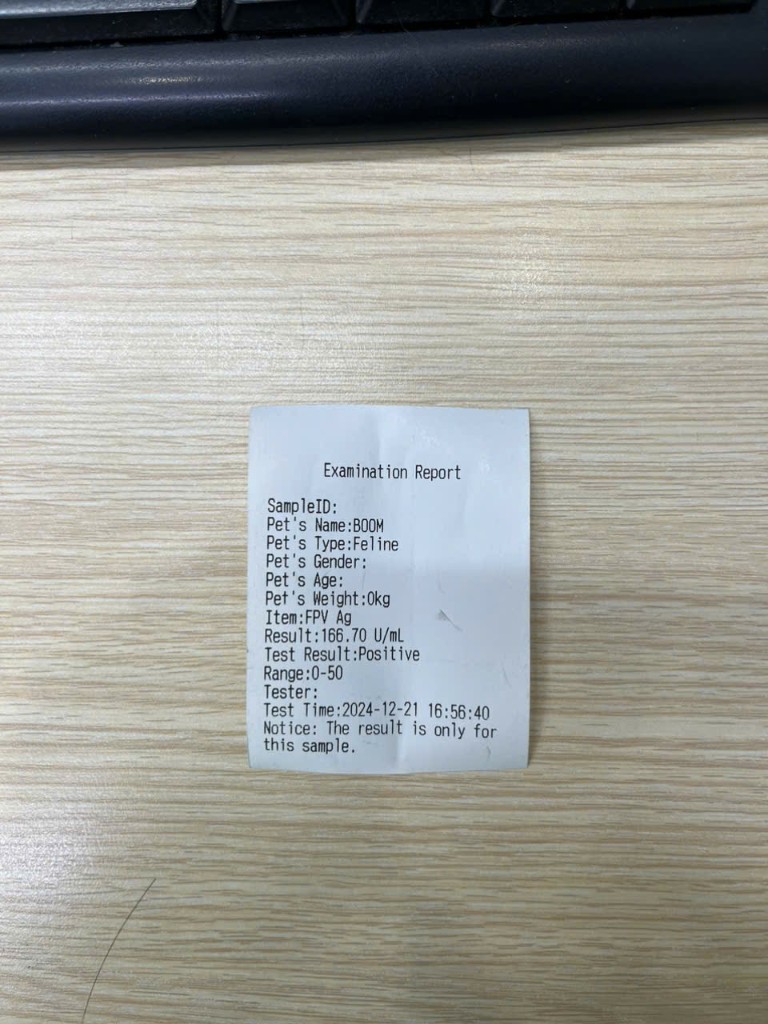 Examination Report
SampleID:
Pet's Name:BOOM
Pet's Type:Feline
Pet's Gender:
Pet's Age:
Pet's Weight:0kg
Item:FPV Ag
Result:166.70 U/mL
Test Result:Positive
Range:0-50
Tester:
Test Time:2024-12-21 16:56:40
Notice: The result is only for
this sample.